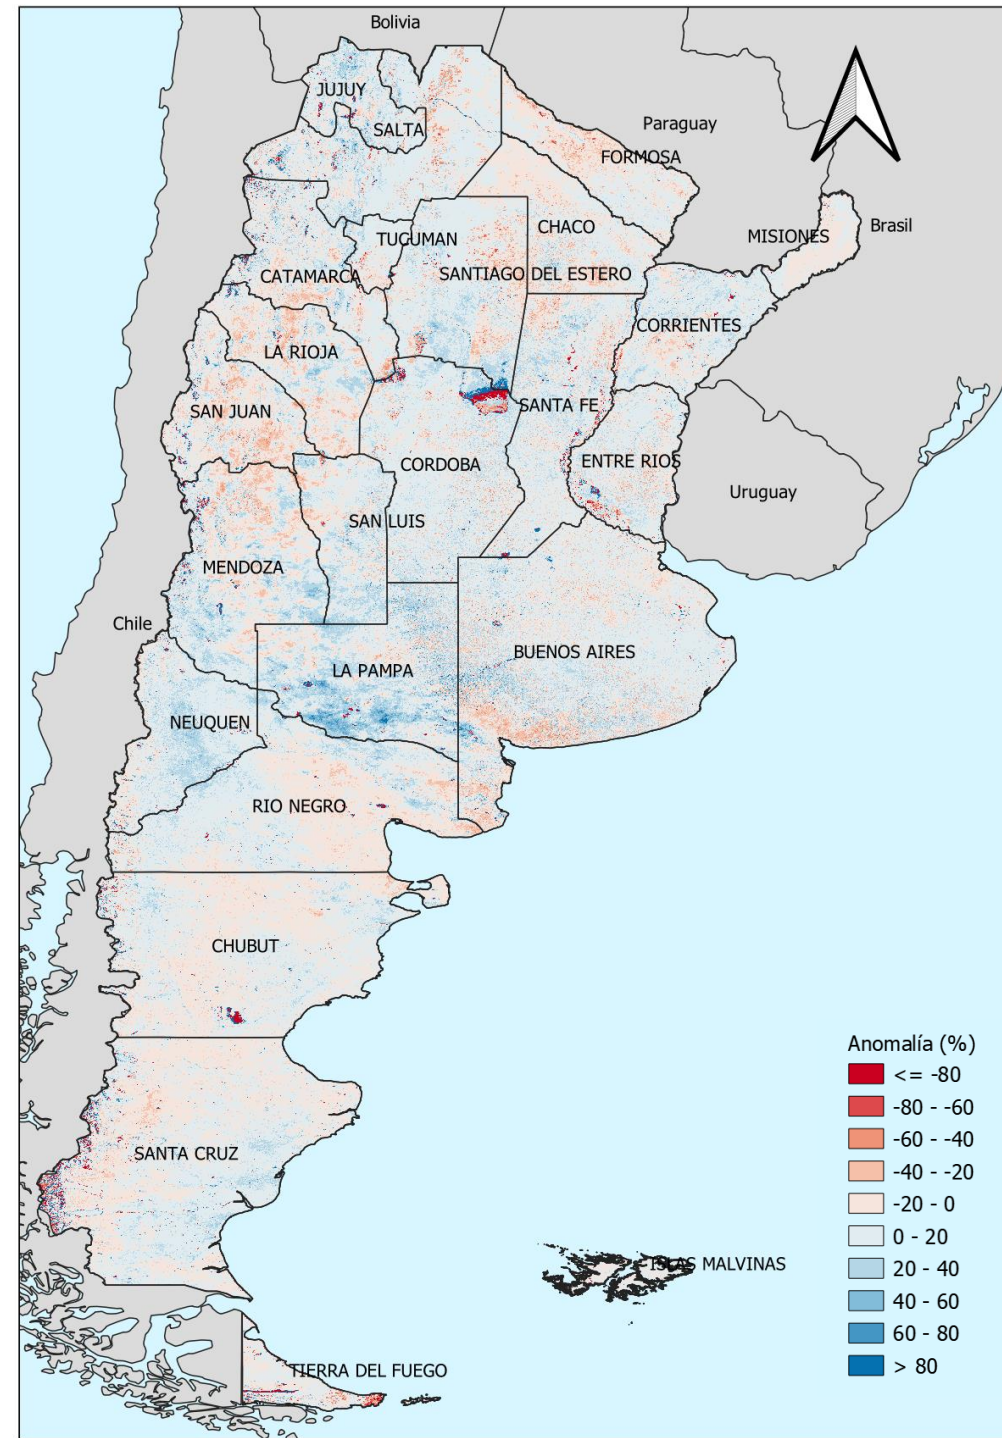 Bolivia
JUJUY
SALTA
Paraguay
FORMOSA
CHACO
MISIONES
Brasil
TUCUMAN
CATAMARCA
SANTIAGO DEL ESTERO
CORRIENTES
LA RIOJA
SAN JUAN
SANTA FE
CORDOBA
ENTRE RIOS
Uruguay
SAN LUIS
MENDOZA
Chile
BUENOS AIRES
LA PAMPA
NEUQUEN
RIO NEGRO
CHUBUT
SANTA CRUZ
ISLAS MALVINAS
TIERRA DEL FUEGO
Anomalía (%)
<= -80
-80 - -60
-60 - -40
-40 - -20
-20 - 0
0 - 20
20 - 40
40 - 60
60 - 80
> 80